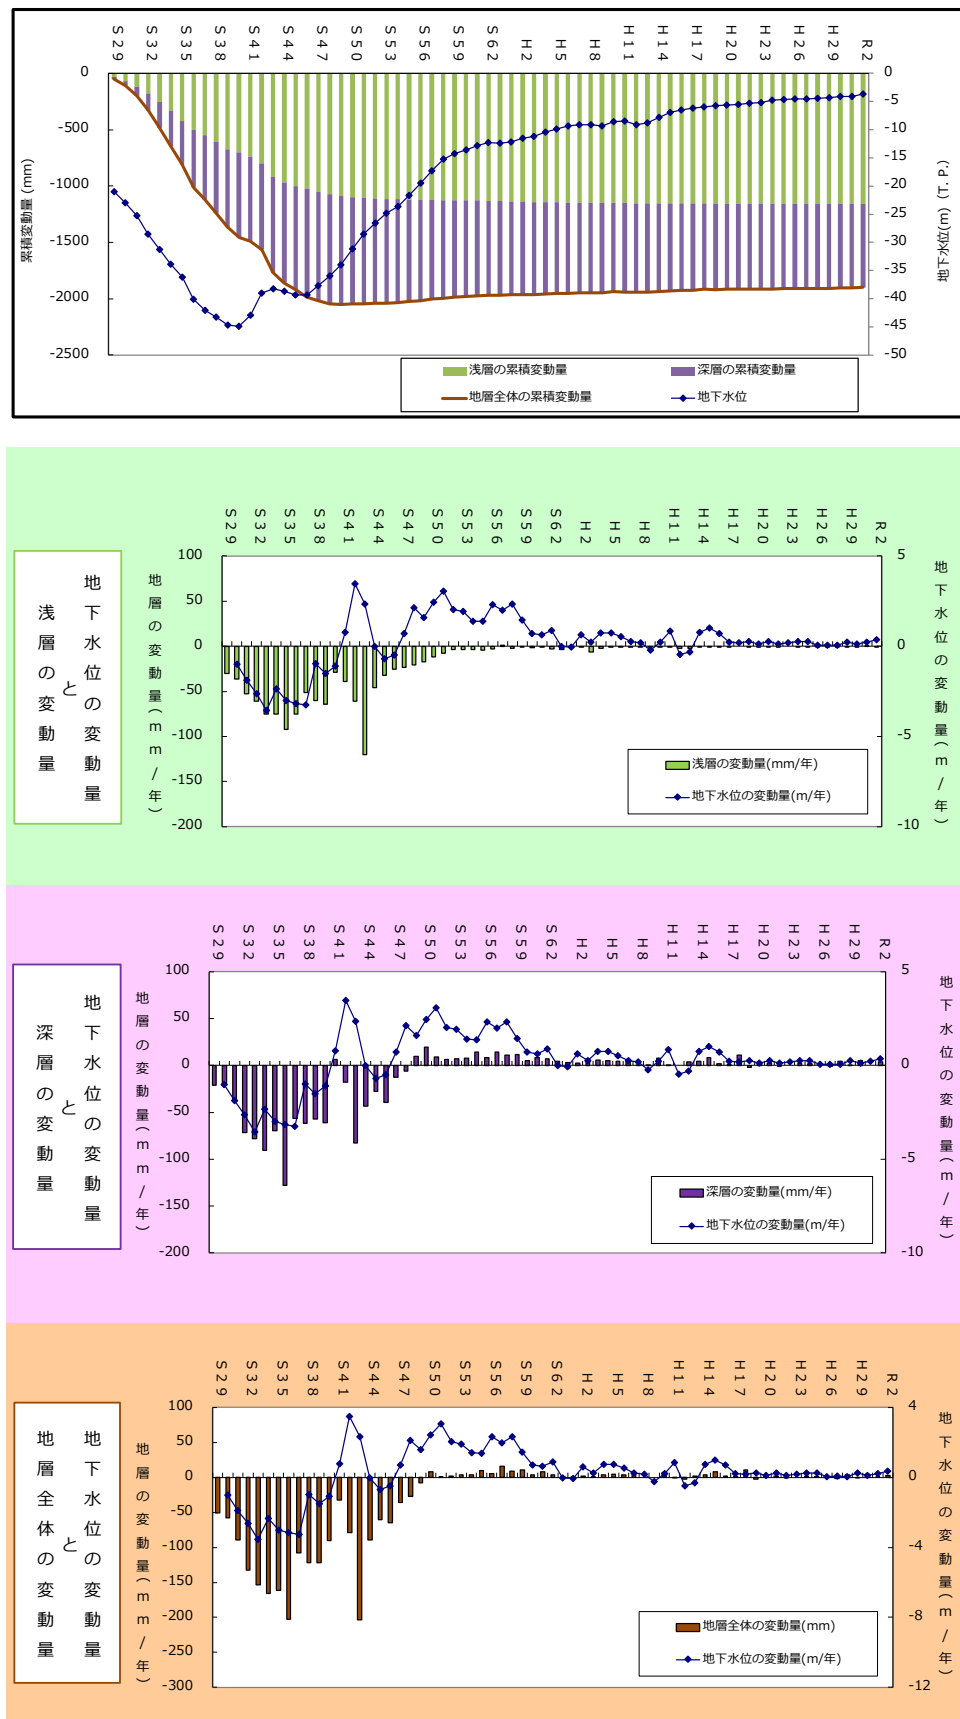 S29 S32 S35 S38 S41 S44 S47 S50 S53 S56 S59 S62 H2 H5 H8 H11 H14 H17 H20 H23 H26 H29 R2
0
-500
-1000
-1500
-2000
-2500
累積変動量 (mm)
0
-5
-10
-15
-20
-25
-30
-35
-40
-45
-50
地下水位(m) (T. P.)
浅層の累積変動量
深層の累積変動量
地層全体の累積変動量
地下水位
地下水位の変動量
と
浅層の変動量
S29 S32 S35 S38 S41 S44 S47 S50 S53 S56 S59 S62 H2 H5 H8 H11 H14 H17 H20 H23 H26 H29 R2
地層の変動量(mm/年)
100
50
0
-50
-100
-150
-200
5
0
-5
-10
地下水位の変動量(m/年)
浅層の変動量(mm/年)
地下水位の変動量(m/年)
地下水位の変動量
と
深層の変動量
S29 S32 S35 S38 S41 S44 S47 S50 S53 S56 S59 S62 H2 H5 H8 H11 H14 H17 H20 H23 H26 H29 R2
地層の変動量(mm/年)
100
50
0
-50
-100
-150
-200
5
0
-5
-10
地下水位の変動量(m/年)
深層の変動量(mm/年)
地下水位の変動量(m/年)
地下水位の変動量
と
地層全体の変動量
S29 S32 S35 S38 S41 S44 S47 S50 S53 S56 S59 S62 H2 H5 H8 H11 H14 H17 H20 H23 H26 H29 R2
地層の変動量(mm/年)
100
50
0
-50
-100
-150
-200
-250
-300
4
0
-4
-8
-12
地下水位の変動量(m/年)
地層全体の変動量(mm)
地下水位の変動量(m/年)